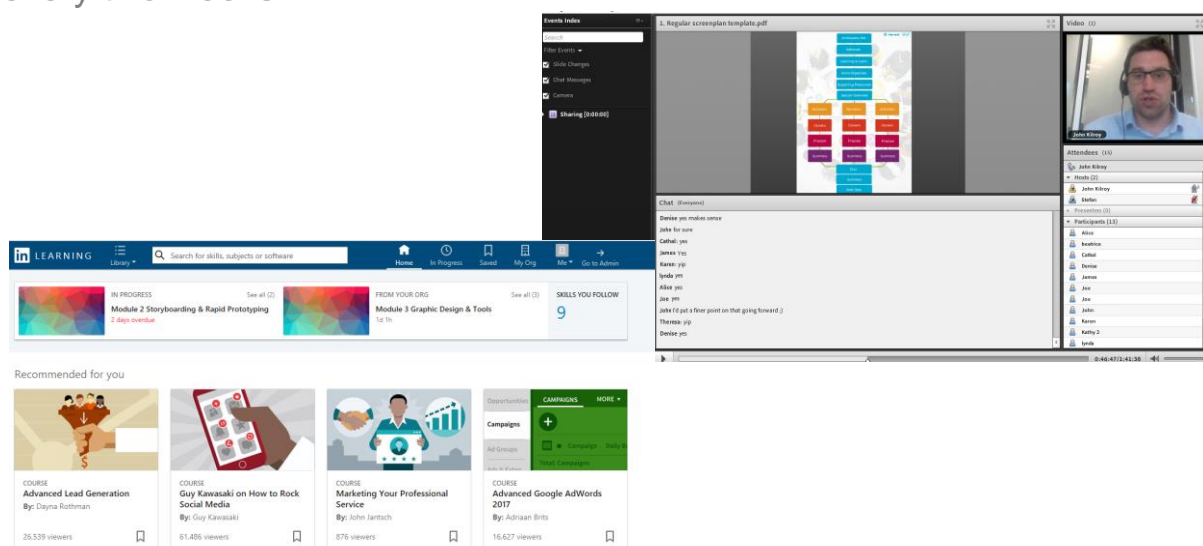 Events Index
Search
Filter Events
Slide Changes
Chat Messages
Camera
Sharing [0:00:00]
1. Regular screenplan template.pdf
Video
John Kilroy
Attendees (15)
John Kilroy
Hosts (2)
John Kilroy
Stefan
Presenters (0)
Participants (13)
Alice
beatrice
Cathal
Denise
James
Joe
Joe
John
Karen
Kathy 2
lynda
Chat (Everyone)
Denise yes makes sense
John for sure
Cathal: yes
James Yes
Karen: yip
lynda yes
Alice yes
Joe yes
John I'd put a finer point on that going forward ;)
Theresa: yip
Denise yes
0:46:47/1:41:36
in LEARNING
Library
Search for skills, subjects or software
Home
In Progress
Saved
My Org
Me
Go to Admin
IN PROGRESS See all (2)
Module 2 Storyboarding & Rapid Prototyping
2 days overdue
FROM YOUR ORG See all (3)
Module 3 Graphic Design & Tools
1d 1h
SKILLS YOU FOLLOW
9
Recommended for you
COURSE
Advanced Lead Generation
By: Dayna Rothman
26.539 viewers
COURSE
Guy Kawasaki on How to Rock
Social Media
By: Guy Kawasaki
61.486 viewers
COURSE
Marketing Your Professional
Service
By: John Jantsch
876 viewers
Opportunities
CAMPAIGNS
MORE
Campaigns
Ad Groups
Campaign
COURSE
Advanced Google AdWords
2017
By: Adriaan Brits
16.627 viewers